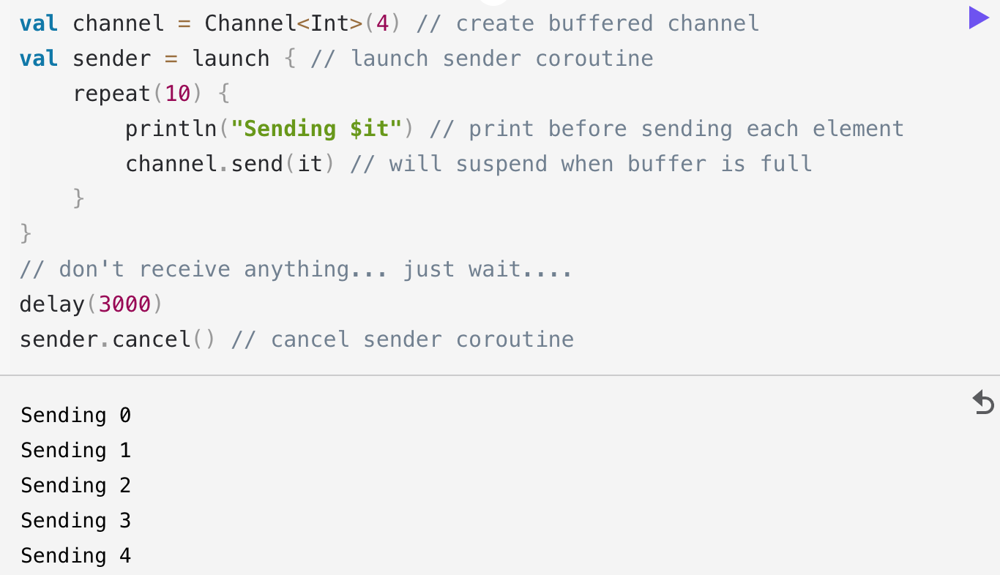 val channel = Channel<Int>(4) // create buffered channel
val sender = launch { // launch sender coroutine
    repeat(10) {
        println("Sending $it") // print before sending each element
        channel.send(it) // will suspend when buffer is full
    }
}
// don't receive anything... just wait....
delay(3000)
sender.cancel() // cancel sender coroutine
Sending 0
Sending 1
Sending 2
Sending 3
Sending 4